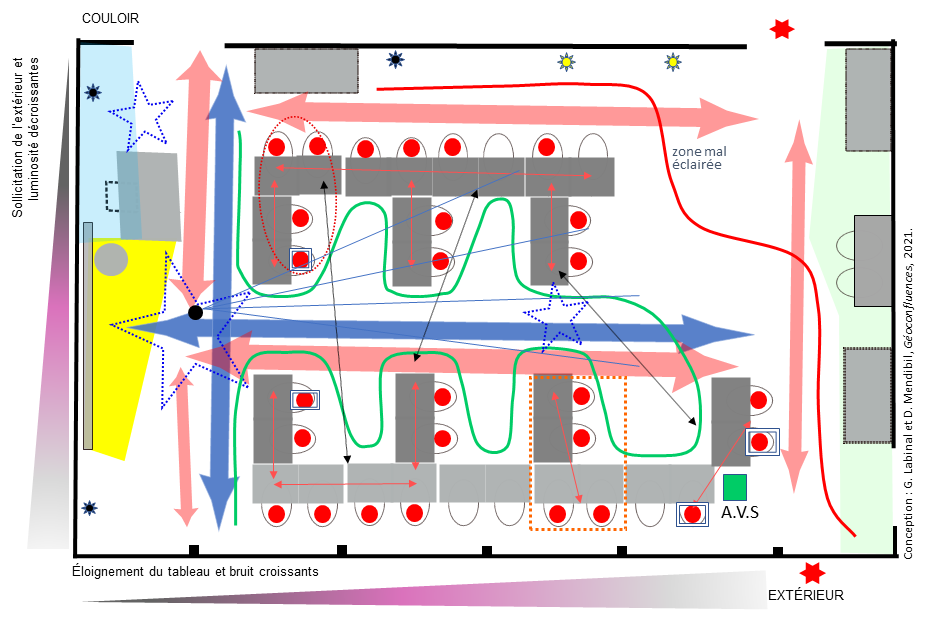 COULOIR
Sollicitation de l'extérieur et
luminosité décroissantes
zone mal
éclairée
A.V.S
Conception : G. Labinal et D. Mendibil, Géoconfluences, 2021.
Éloignement du tableau et bruit croissants
EXTÉRIEUR